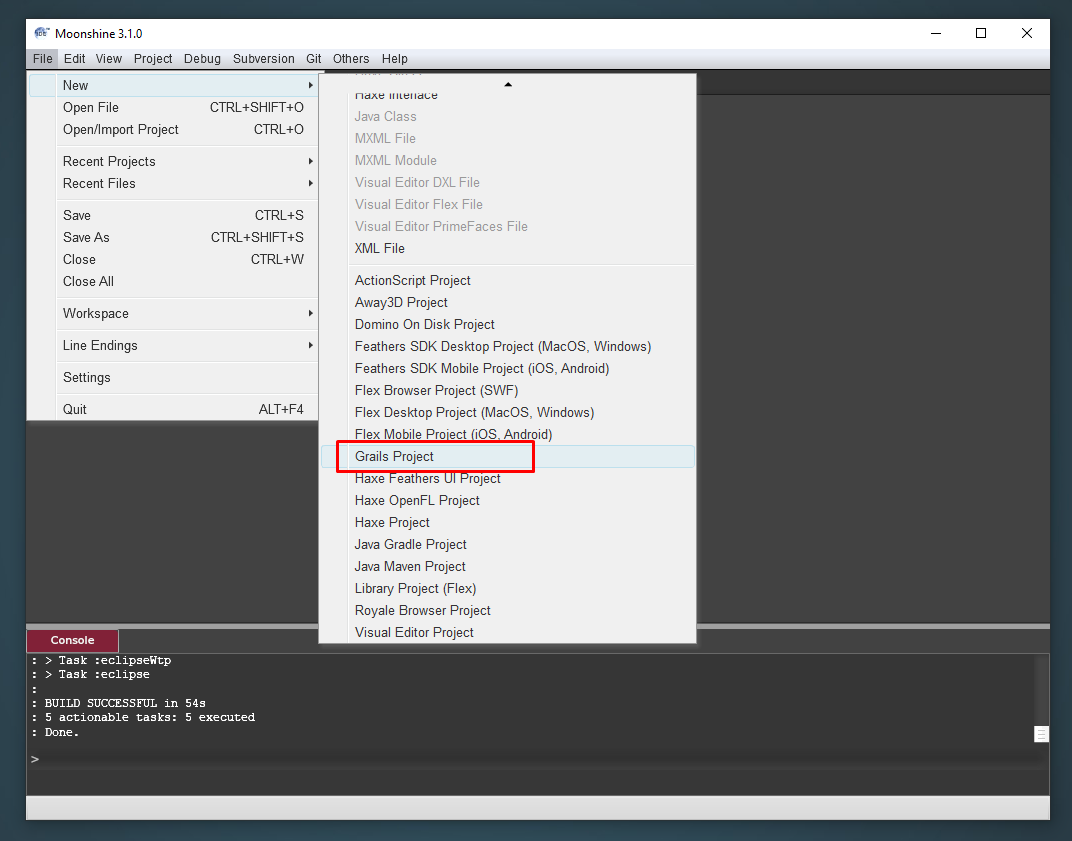 Moonshine 3.1.0
File Edit View Project Debug Subversion Git Others Help
New
Open File CTRL+SHIFT+O
Open/Import Project CTRL+O
Recent Projects
Recent Files
Save CTRL+S
Save As CTRL+SHIFT+S
Close CTRL+W
Close All
Workspace
Line Endings
Settings
Quit ALT+F4
Haxe Interface
Java Class
MXML File
MXML Module
Visual Editor DXL File
Visual Editor Flex File
Visual Editor PrimeFaces File
XML File
ActionScript Project
Away3D Project
Domino On Disk Project
Feathers SDK Desktop Project (MacOS, Windows)
Feathers SDK Mobile Project (iOS, Android)
Flex Browser Project (SWF)
Flex Desktop Project (MacOS, Windows)
Flex Mobile Project (iOS, Android)
Grails Project
Haxe Feathers UI Project
Haxe OpenFL Project
Haxe Project
Java Gradle Project
Java Maven Project
Library Project (Flex)
Royale Browser Project
Visual Editor Project
Console
: > Task :eclipseWtp
: > Task :eclipse
:
: BUILD SUCCESSFUL in 54s
: 5 actionable tasks: 5 executed
: Done.
>